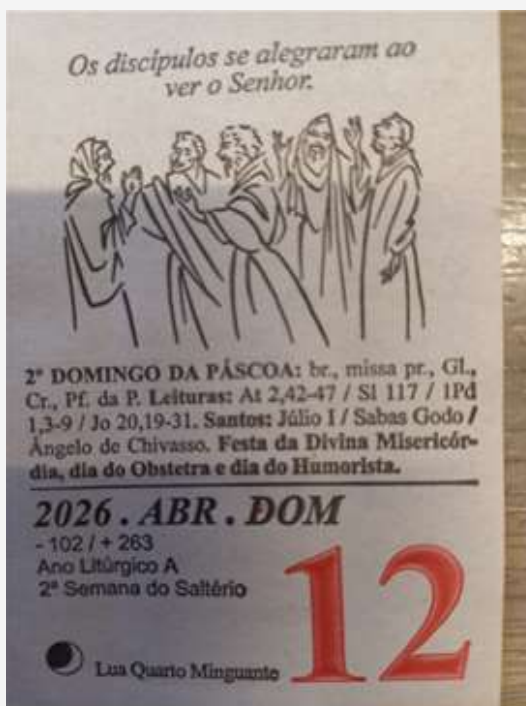 Os discípulos se alegraram ao
ver o Senhor.
2º DOMINGO DA PÁSCOA: br., missa pr., Gl.,
Cr., Pf. da P. Leituras: At 2,42-47 / Sl 117 / 1Pd
1,3-9 / Jo 20,19-31. Santos: Júlio I / Sabas Godo /
Ângelo de Chivasso. Festa da Divina Misericór-
dia, dia do Obstetra e dia do Humorista.
2026 . ABR . DOM
- 102 / + 263
Ano Litúrgico A
2ª Semana do Saltério
12
Lua Quarto Minguante